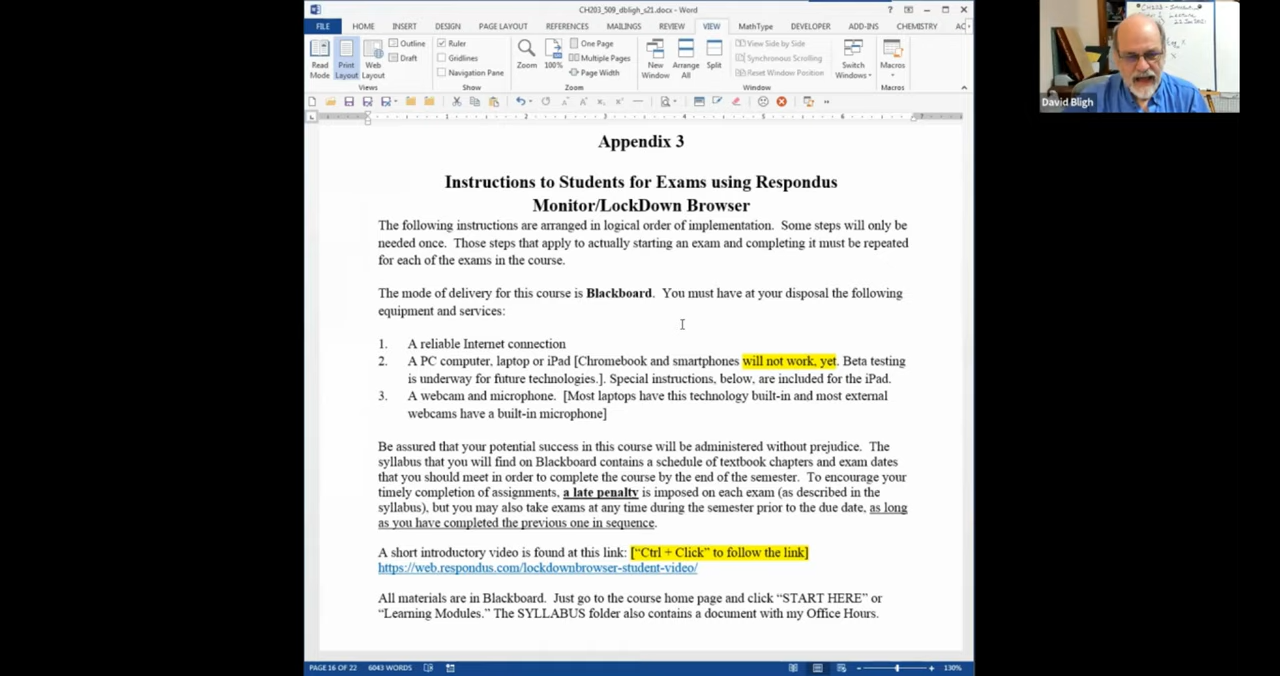 CH203_509_dbligh_s21.docx - Word
FILE HOME INSERT DESIGN PAGE LAYOUT REFERENCES MAILINGS REVIEW VIEW MathType DEVELOPER ADD-INS CHEMISTRY AC
Read Mode
Print Layout
Web Layout
Outline
Draft
Views
Ruler
Gridlines
Navigation Pane
Show
Zoom
100%
One Page
Multiple Pages
Page Width
Zoom
New Window
Arrange All
Split
View Side by Side
Synchronous Scrolling
Reset Window Position
Window
Switch Windows
Macros
Macros
David Bligh
Appendix 3
Instructions to Students for Exams using Respondus
Monitor/LockDown Browser
The following instructions are arranged in logical order of implementation. Some steps will only be
needed once. Those steps that apply to actually starting an exam and completing it must be repeated
for each of the exams in the course.
The mode of delivery for this course is Blackboard. You must have at your disposal the following
equipment and services:
1. A reliable Internet connection
2. A PC computer, laptop or iPad [Chromebook and smartphones will not work, yet. Beta testing
is underway for future technologies.]. Special instructions, below, are included for the iPad.
3. A webcam and microphone. [Most laptops have this technology built-in and most external
webcams have a built-in microphone]
Be assured that your potential success in this course will be administered without prejudice. The
syllabus that you will find on Blackboard contains a schedule of textbook chapters and exam dates
that you should meet in order to complete the course by the end of the semester. To encourage your
timely completion of assignments, a late penalty is imposed on each exam (as described in the
syllabus), but you may also take exams at any time during the semester prior to the due date, as long
as you have completed the previous one in sequence.
A short introductory video is found at this link: [“Ctrl + Click” to follow the link]
https://web.respondus.com/lockdownbrowser-student-video/
All materials are in Blackboard. Just go to the course home page and click “START HERE” or
“Learning Modules.” The SYLLABUS folder also contains a document with my Office Hours.
PAGE 16 OF 22 6043 WORDS
130%